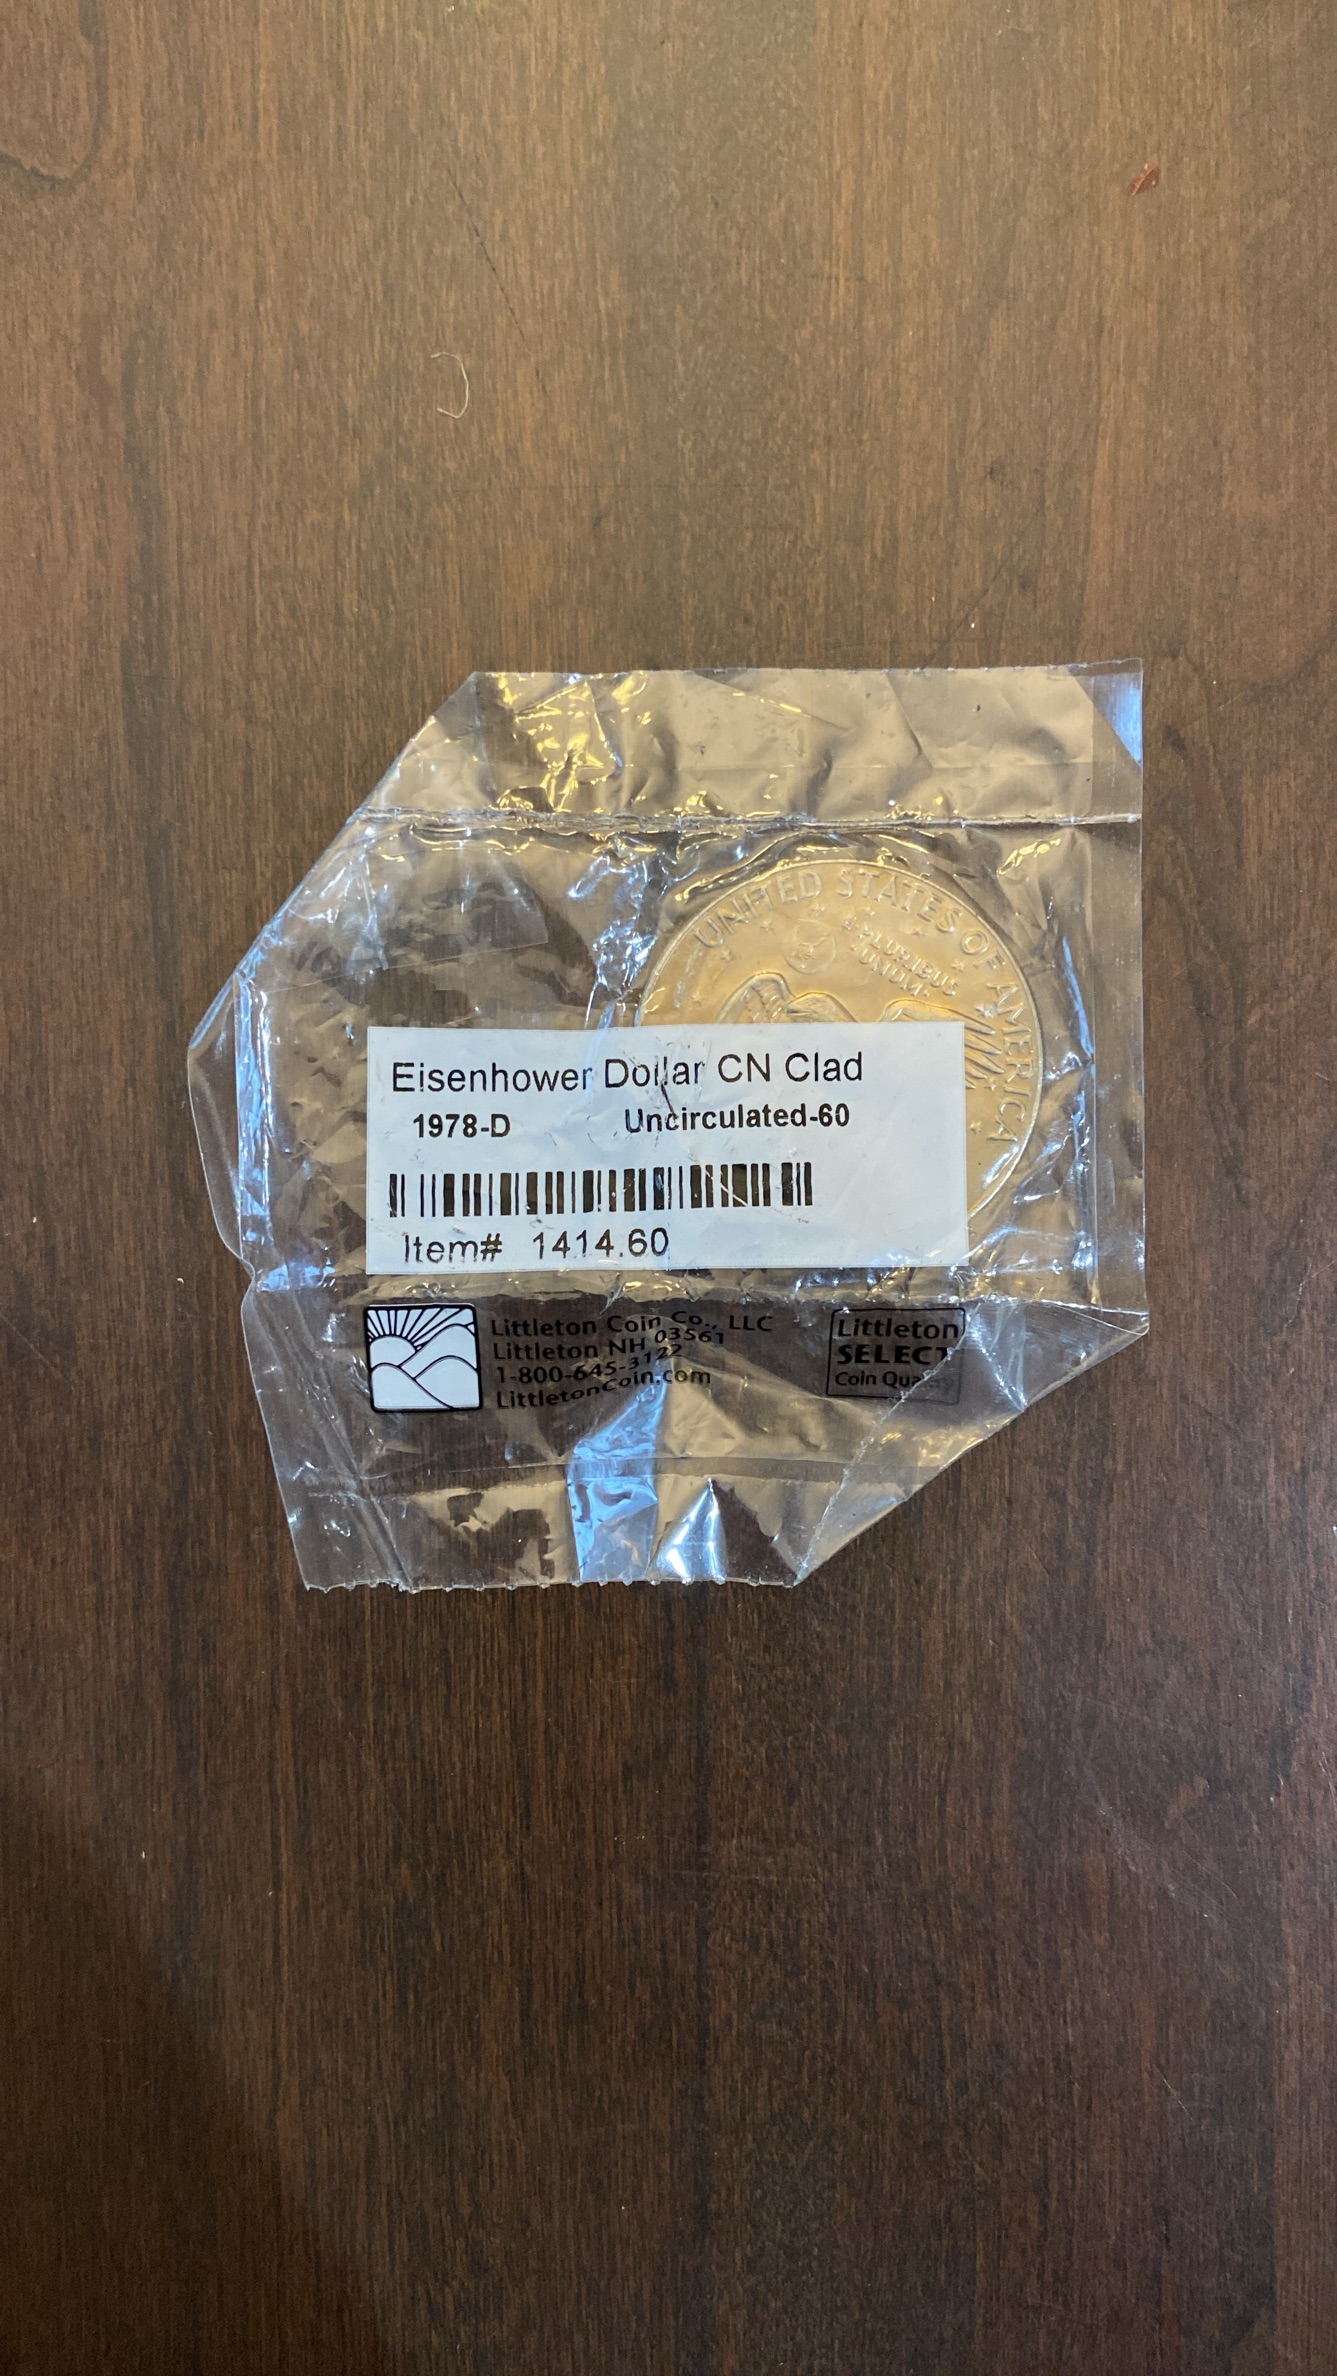 UNITED STATES OF AMERICA
E PLURIBUS
UNUM
Eisenhower Dollar CN Clad
1978-D Uncirculated-60
Item# 1414.60
Littleton Coin Co., LLC
Littleton NH 03561
1-800-645-3122
LittletonCoin.com
Littleton
SELECT
Coin